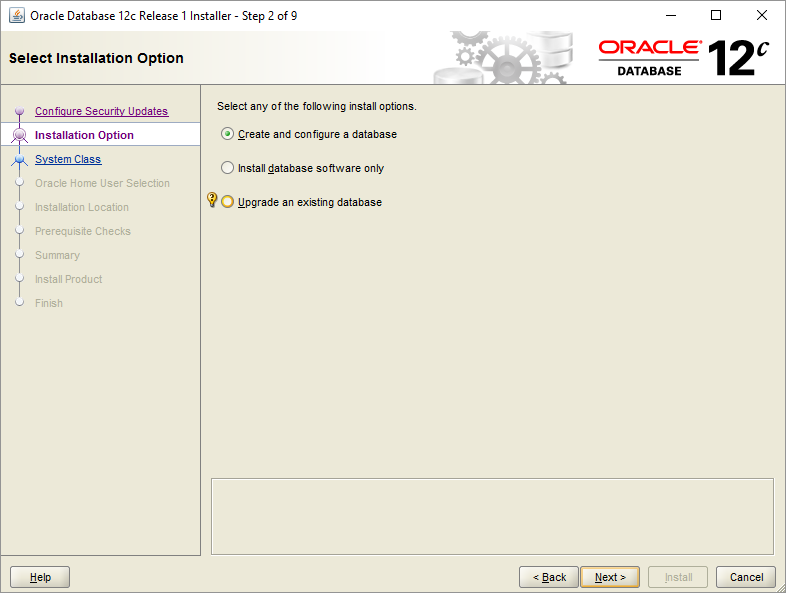 Oracle Database 12c Release 1 Installer - Step 2 of 9
Select Installation Option
ORACLE®
DATABASE
12c
Configure Security Updates
Installation Option
System Class
Oracle Home User Selection
Installation Location
Prerequisite Checks
Summary
Install Product
Finish
Select any of the following install options.
Create and configure a database
Install database software only
Upgrade an existing database
Help
< Back
Next >
Install
Cancel